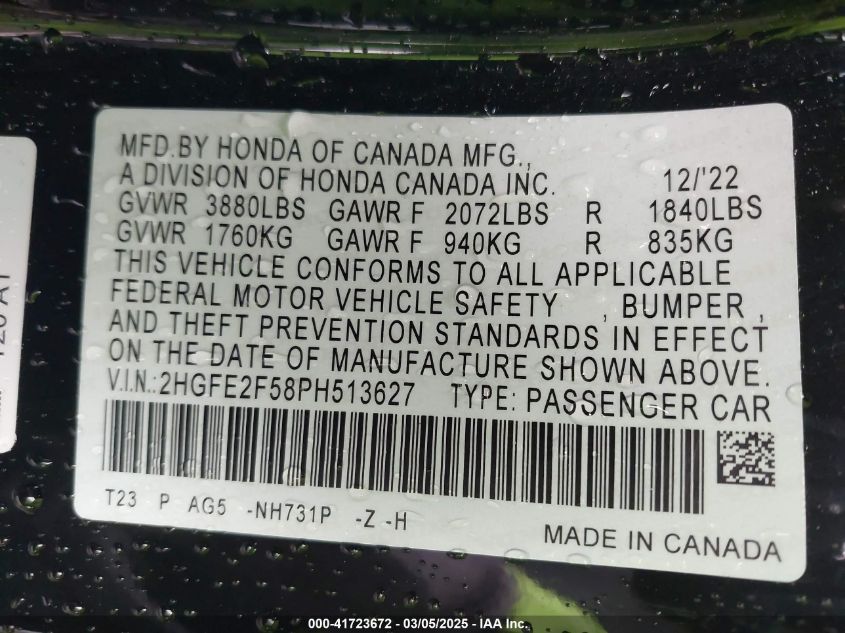 MFD.BY HONDA OF CANADA MFG.,
A DIVISION OF HONDA CANADA INC. 12/'22
GVWR 3880LBS GAWR F 2072LBS R 1840LBS
GVWR 1760KG GAWR F 940KG R 835KG
THIS VEHICLE CONFORMS TO ALL APPLICABLE
FEDERAL MOTOR VEHICLE SAFETY , BUMPER ,
AND THEFT PREVENTION STANDARDS IN EFFECT
ON THE DATE OF MANUFACTURE SHOWN ABOVE.
V.I.N.:2HGFE2F58PH513627 TYPE: PASSENGER CAR
T23 P AG5 -NH731P -Z -H
MADE IN CANADA
000-41723672 - 03/05/2025 - IAA Inc.